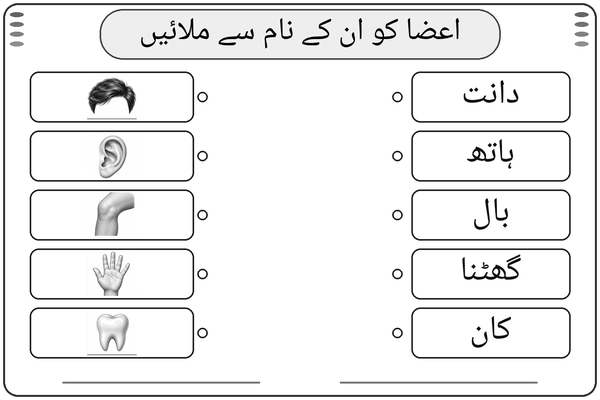 اعضا کو ان کے نام سے ملائیں
دانت
ہاتھ
بال
گھٹنا
کان